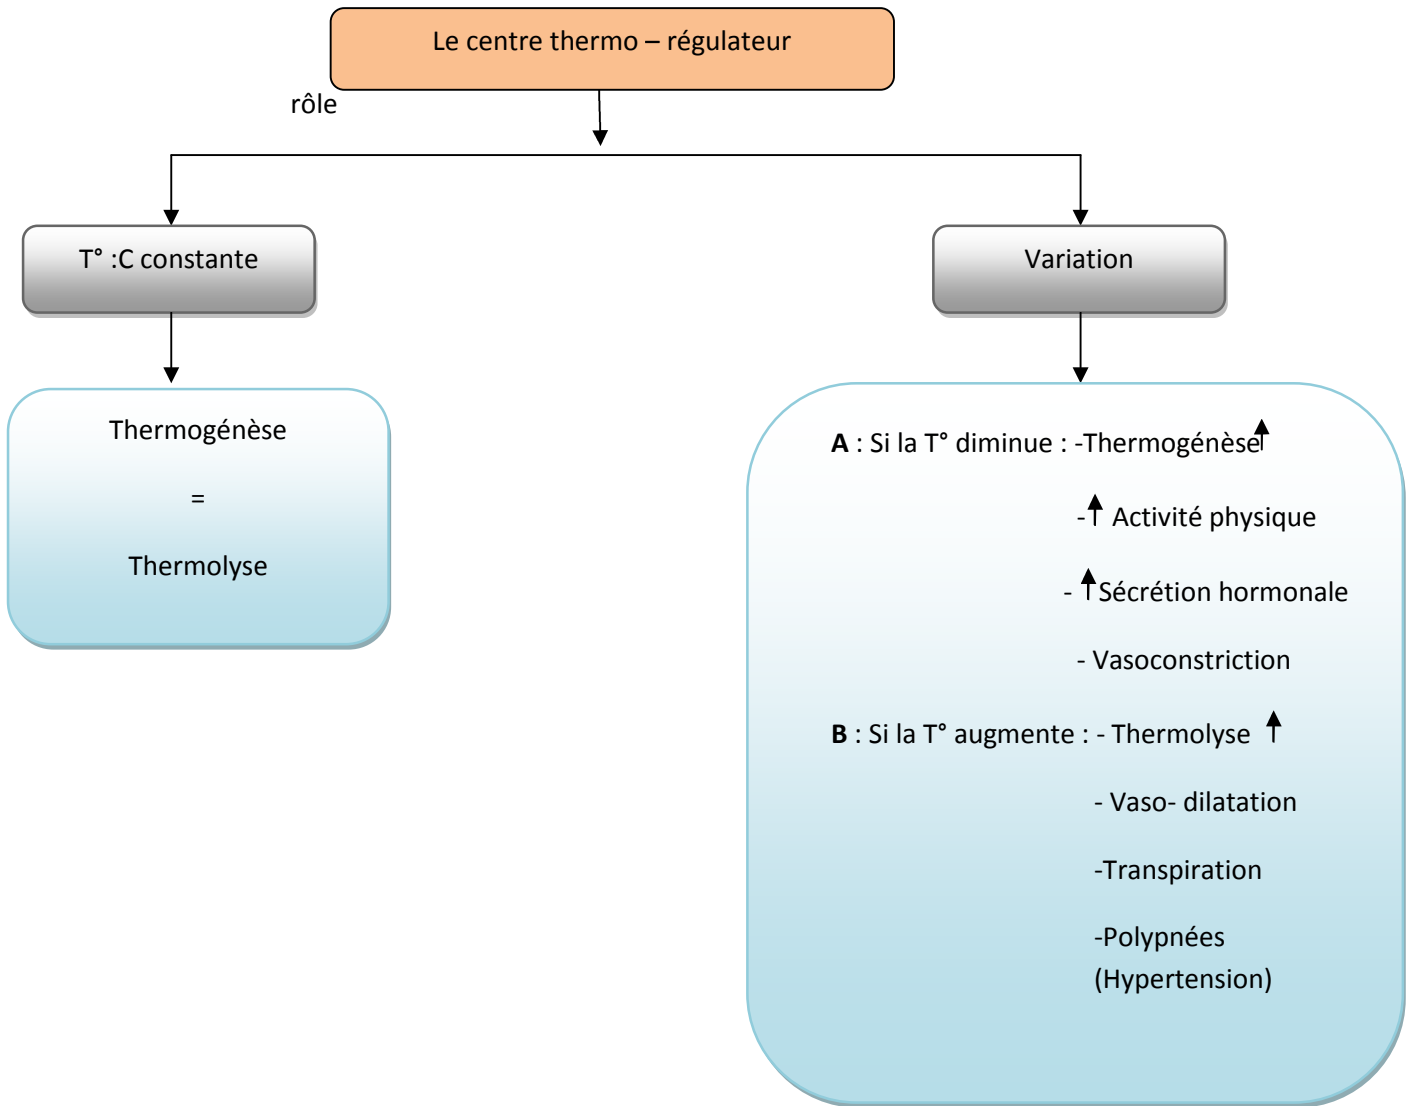 Le centre thermo – régulateur
rôle
T° :C constante
Variation
Thermogénèse
=
Thermolyse
A : Si la T° diminue : -Thermogénèse↑
-↑ Activité physique
- ↑Sécrétion hormonale
- Vasoconstriction
B : Si la T° augmente : - Thermolyse ↑
- Vaso- dilatation
-Transpiration
-Polypnées
(Hypertension)